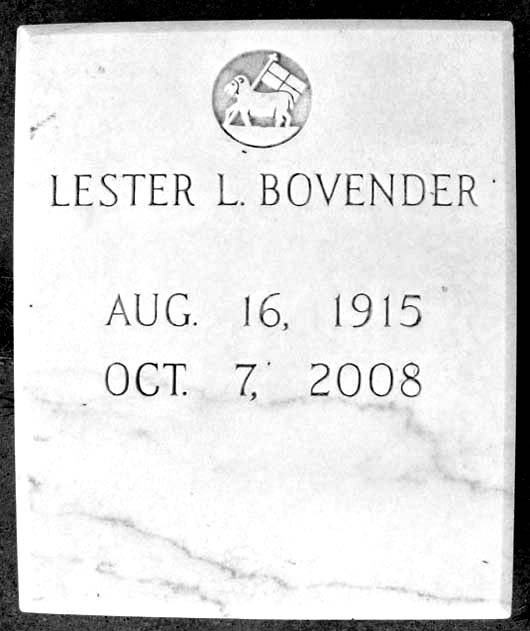 LESTER L. BOVENDER
AUG. 16, 1915
OCT. 7, 2008